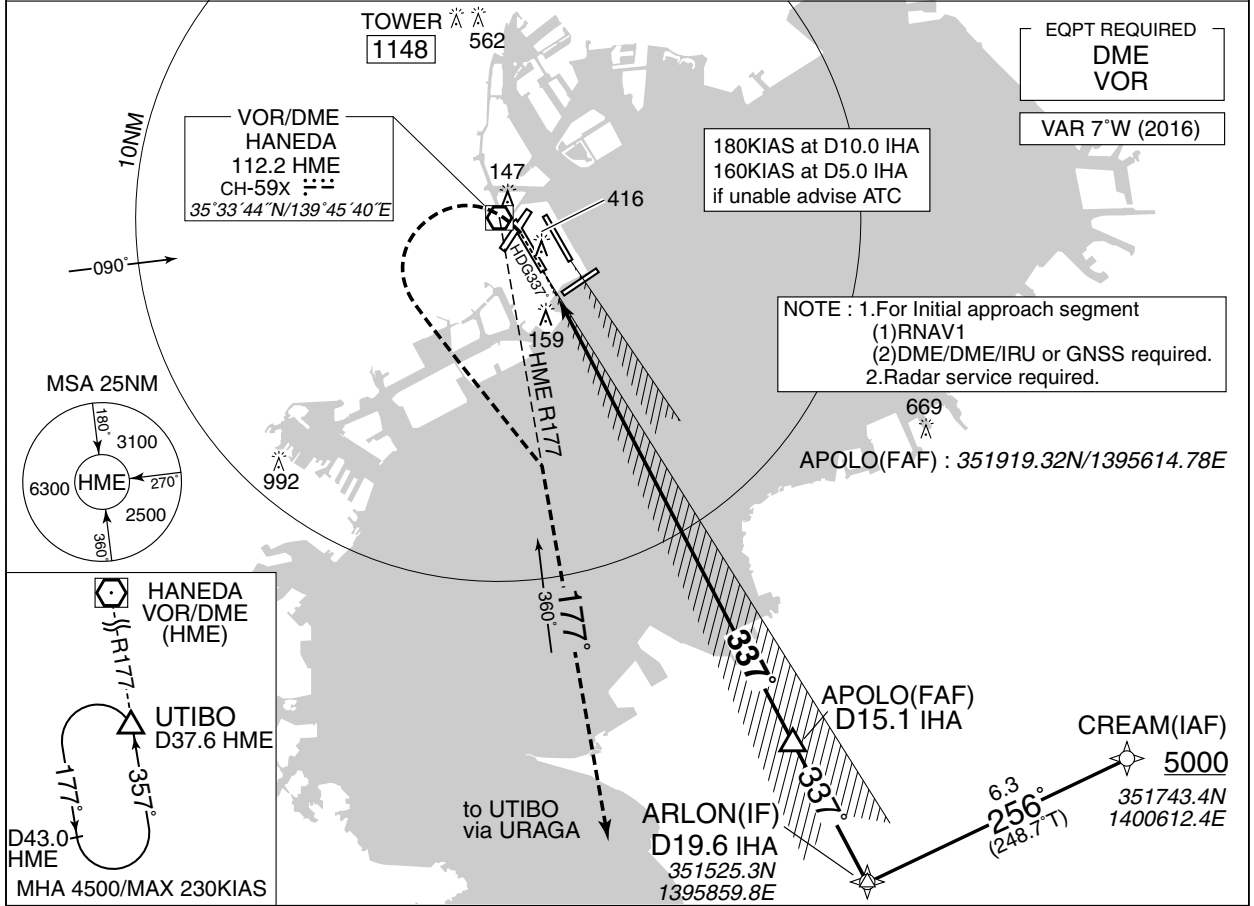 TOWER
562
1148
10NM
EQPT REQUIRED
DME
VOR
VAR 7°W (2016)
VOR/DME
HANEDA
112.2 HME
CH-59X
35°33′44″N/139°45′40″E
180KIAS at D10.0 IHA
160KIAS at D5.0 IHA
if unable advise ATC
147
416
HDG337°
159
090°
HME R177
NOTE : 1.For Initial approach segment
(1)RNAV1
(2)DME/DME/IRU or GNSS required.
2.Radar service required.
669
APOLO(FAF) : 351919.32N/1395614.78E
MSA 25NM
180°
3100
HME
270°
6300
2500
360°
992
360°
177°
337°
APOLO(FAF)
D15.1 IHA
337°
CREAM(IAF)
5000
351743.4N
1400612.4E
6.3
256°
(248.7°T)
to UTIBO
via URAGA
ARLON(IF)
D19.6 IHA
351525.3N
1395859.8E
HANEDA
VOR/DME
(HME)
R177
UTIBO
D37.6 HME
177°
357°
D43.0
HME
MHA 4500/MAX 230KIAS